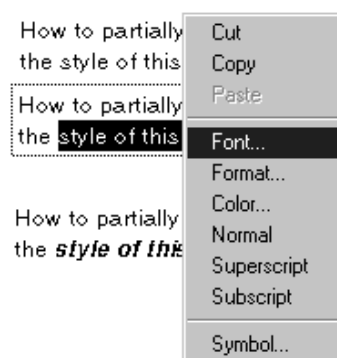 How to partially
the style of this
How to partially
the style of this
How to partially
the style of this
Cut
Copy
Paste
Font...
Format...
Color...
Normal
Superscript
Subscript
Symbol...